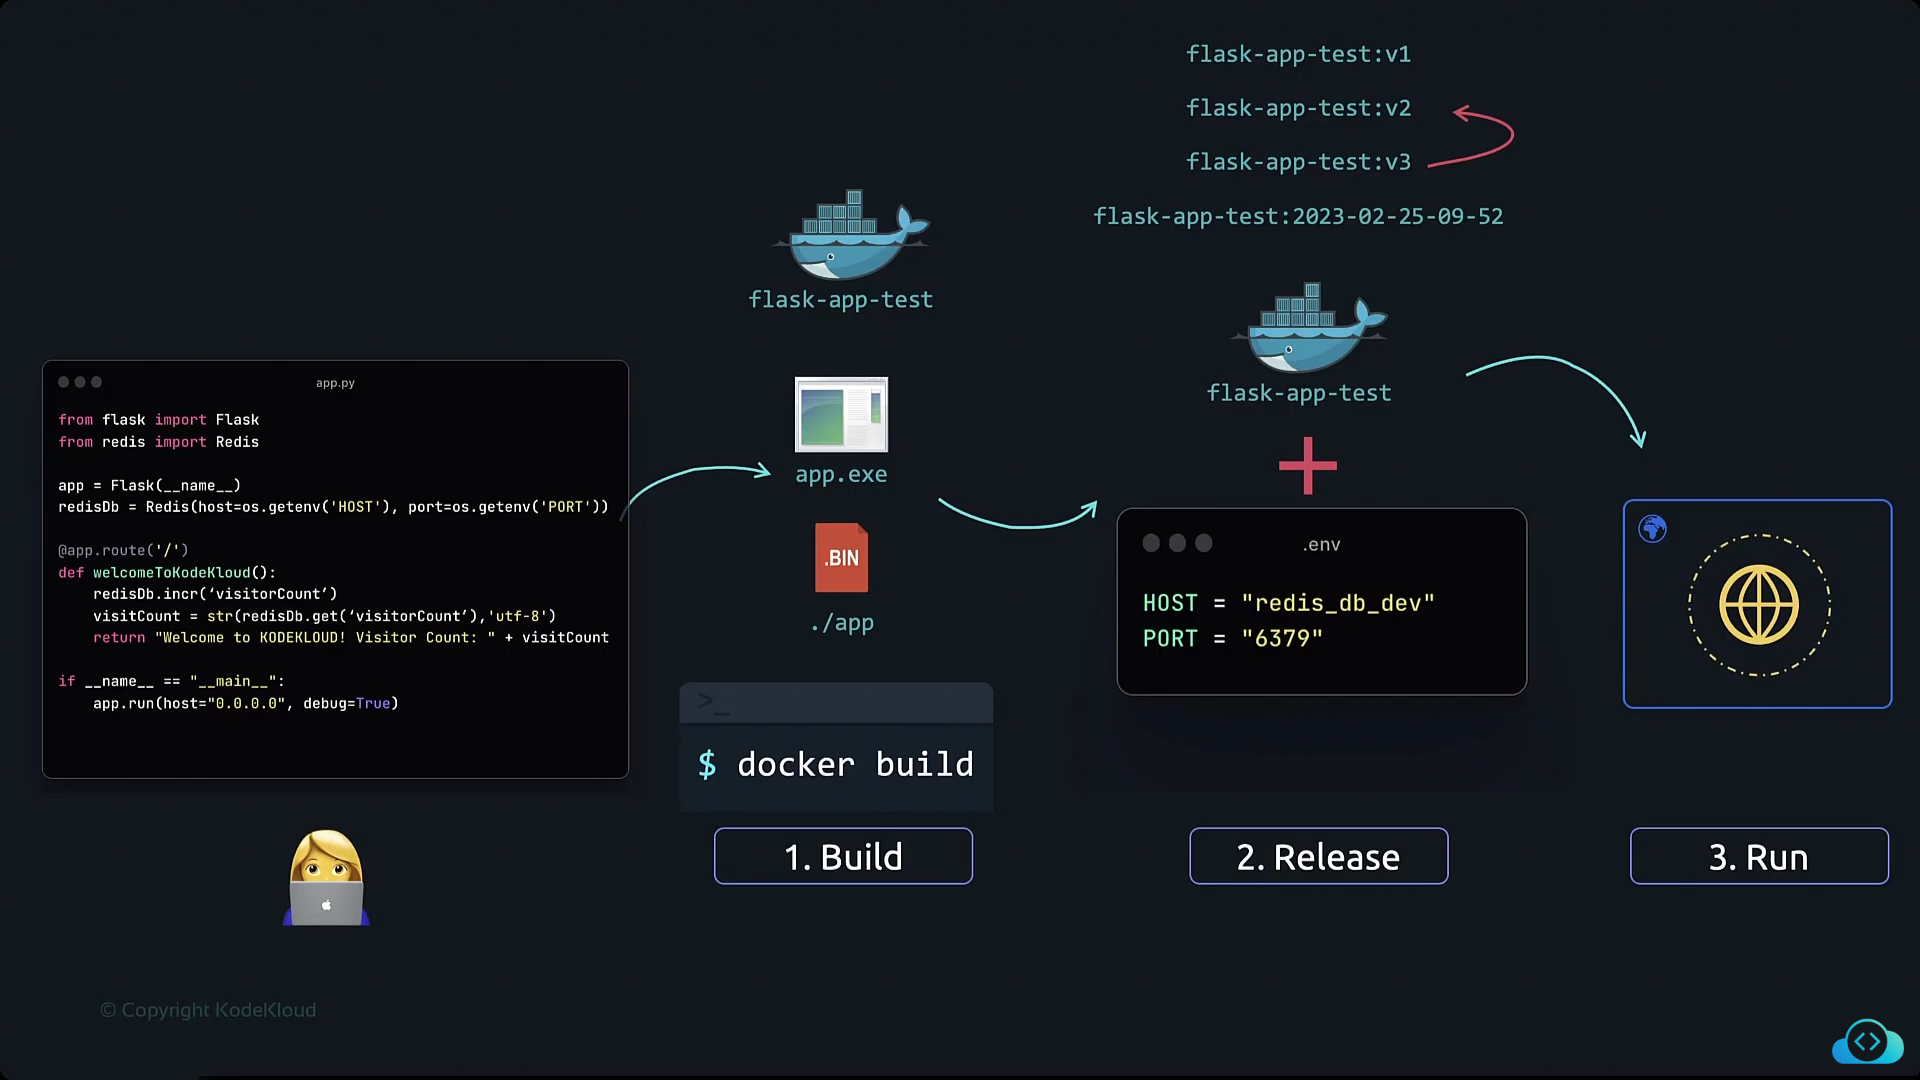 flask-app-test:v1
flask-app-test:v2
flask-app-test:v3
flask-app-test:2023-02-25-09-52
app.py
from flask import Flask
from redis import Redis
app = Flask(__name__)
redisDb = Redis(host=os.getenv('HOST'), port=os.getenv('PORT'))
@app.route('/')
def welcomeToKodeKloud():
redisDb.incr(‘visitorCount’)
visitCount = str(redisDb.get(‘visitorCount’),'utf-8')
return "Welcome to KODEKLOUD! Visitor Count: " + visitCount
if __name__ == "__main__":
app.run(host="0.0.0.0", debug=True)
flask-app-test
app.exe
.BIN
./app
>_
$ docker build
1. Build
flask-app-test
.env
HOST = "redis_db_dev"
PORT = "6379"
2. Release
3. Run
© Copyright KodeKloud